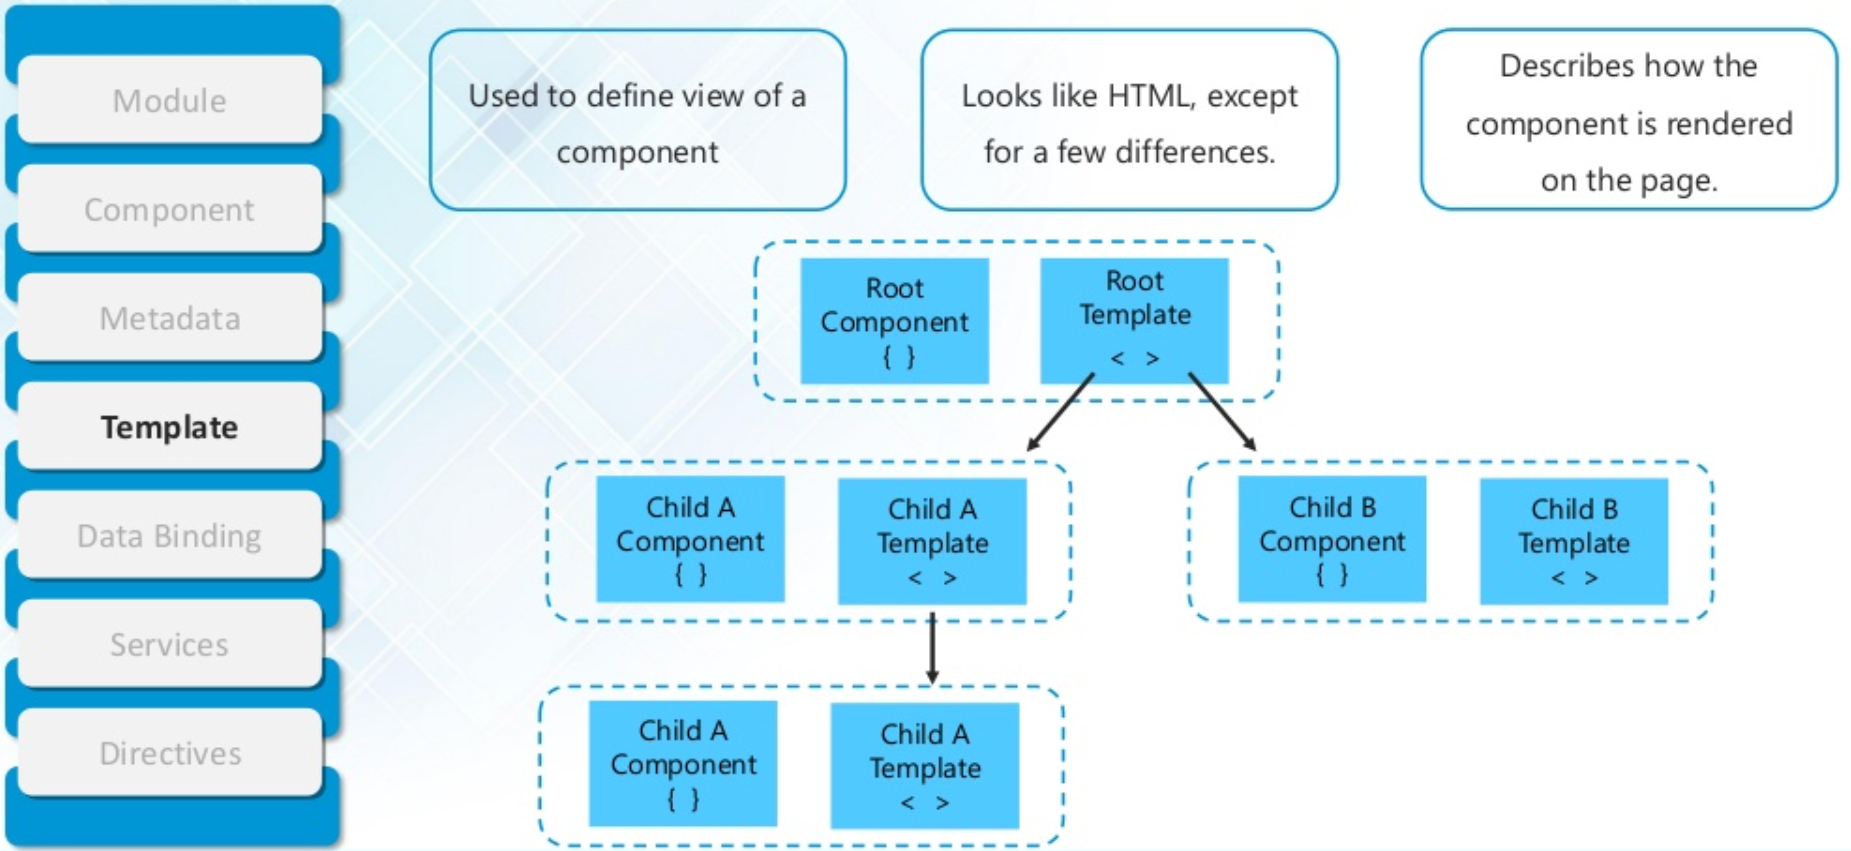 Module
Component
Metadata
Template
Data Binding
Services
Directives
Used to define view of a
component
Looks like HTML, except
for a few differences.
Describes how the
component is rendered
on the page.
Root
Component
{ }
Root
Template
< >
Child A
Component
{ }
Child A
Template
< >
Child B
Component
{ }
Child B
Template
< >
Child A
Component
{ }
Child A
Template
< >